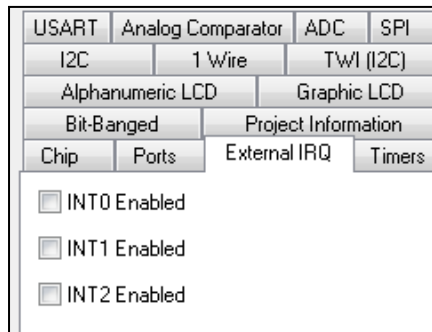 USART Analog Comparator ADC SPI
I2C 1 Wire TWI (I2C)
Alphanumeric LCD Graphic LCD
Bit-Banged Project Information
Chip Ports External IRQ Timers
INT0 Enabled
INT1 Enabled
INT2 Enabled